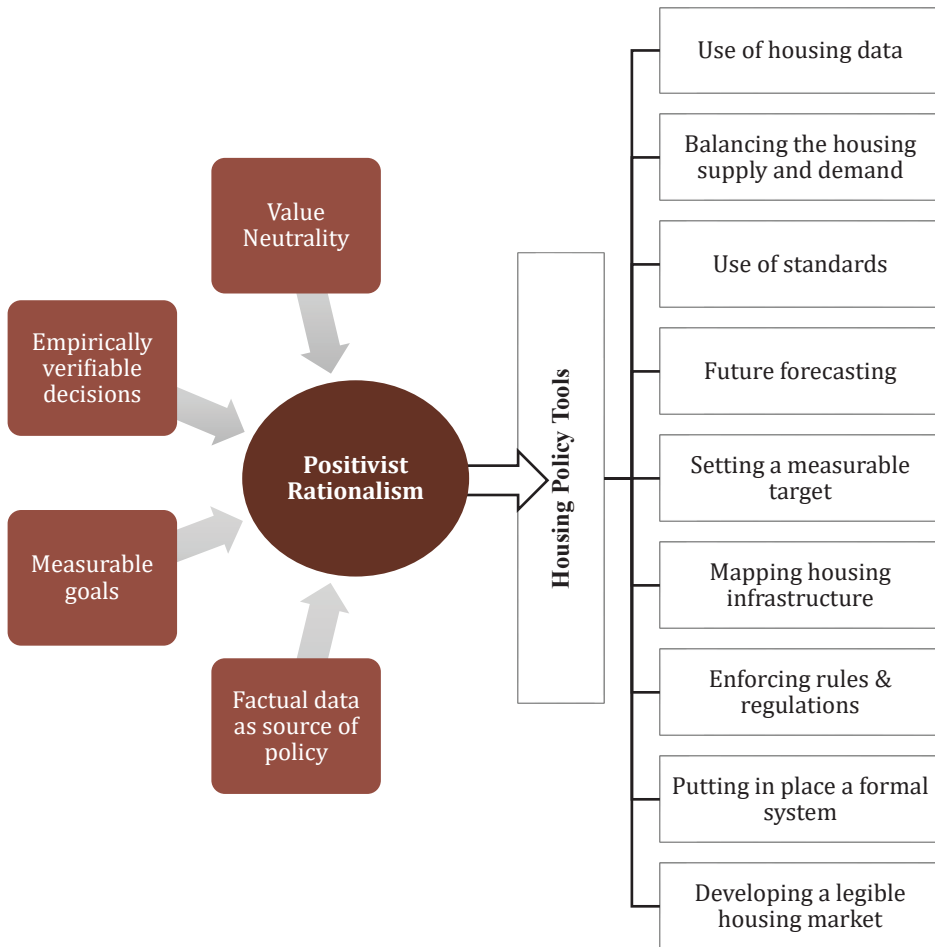 Value
Neutrality
Empirically
verifiable
decisions
Measurable
goals
Factual data
as source of
policy
Positivist
Rationalism
Housing Policy Tools
Use of housing data
Balancing the housing
supply and demand
Use of standards
Future forecasting
Setting a measurable
target
Mapping housing
infrastructure
Enforcing rules &
regulations
Putting in place a formal
system
Developing a legible
housing market